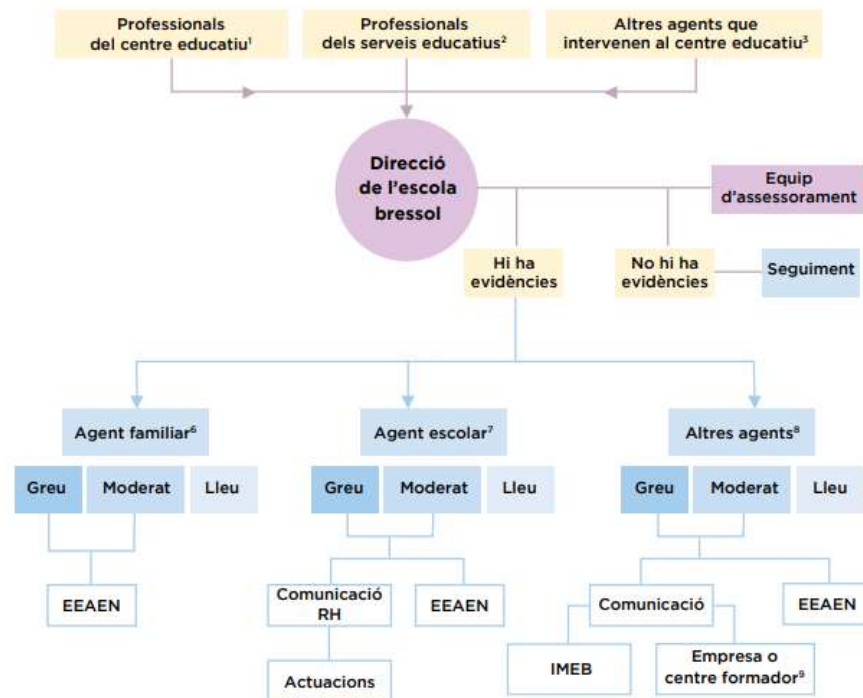 Professionals
del centre educatiu¹
Professionals
dels serveis educatius²
Altres agents que
intervenen al centre educatiu³
Direcció
de l’escola
bressol
Equip
d’assessorament
Hi ha
evidències
No hi ha
evidències
Seguiment
Agent familiar⁶
Agent escolar⁷
Altres agents⁸
Greu
Moderat
Lleu
Greu
Moderat
Lleu
Greu
Moderat
Lleu
EEAEN
Comunicació
RH
EEAEN
Comunicació
EEAEN
Actuacions
IMEB
Empresa o
centre formador⁹